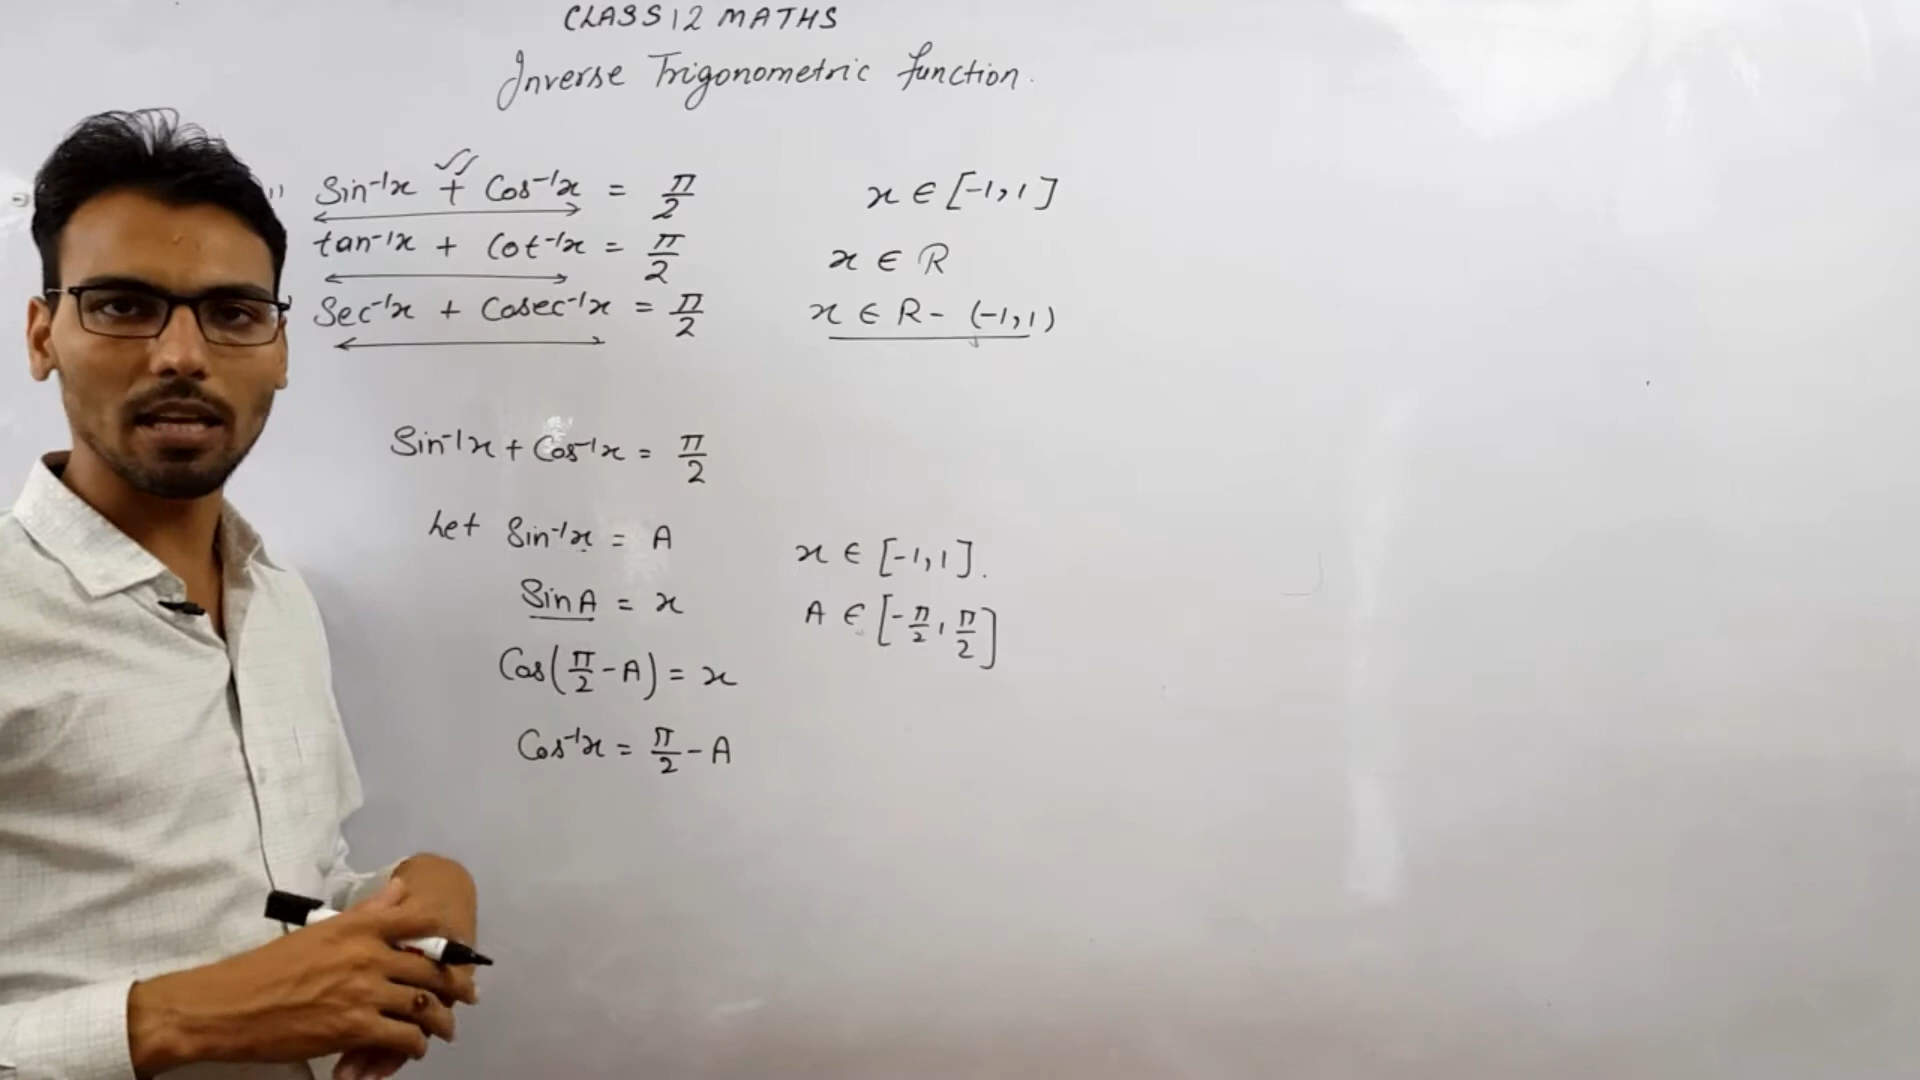 CLASS 12 MATHS
Inverse Trigonometric function.
1) Sin⁻¹x + Cos⁻¹x = π/2 x ∈ [-1,1]
tan⁻¹x + Cot⁻¹x = π/2 x ∈ R
Sec⁻¹x + Cosec⁻¹x = π/2 x ∈ R - (-1,1)
Sin⁻¹x + Cos⁻¹x = π/2
Let Sin⁻¹x = A x ∈ [-1,1].
Sin A = x A ∈ [-π/2, π/2]
Cos(π/2 - A) = x
Cos⁻¹x = π/2 - A